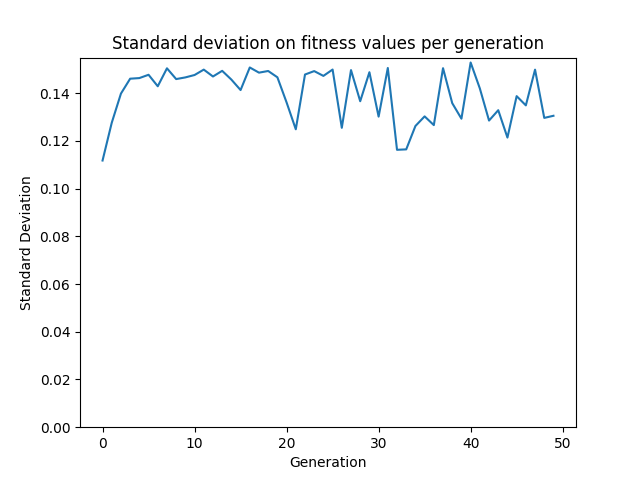 Standard deviation on fitness values per generation
Standard Deviation
0.14
0.12
0.10
0.08
0.06
0.04
0.02
0.00
0 10 20 30 40 50
Generation